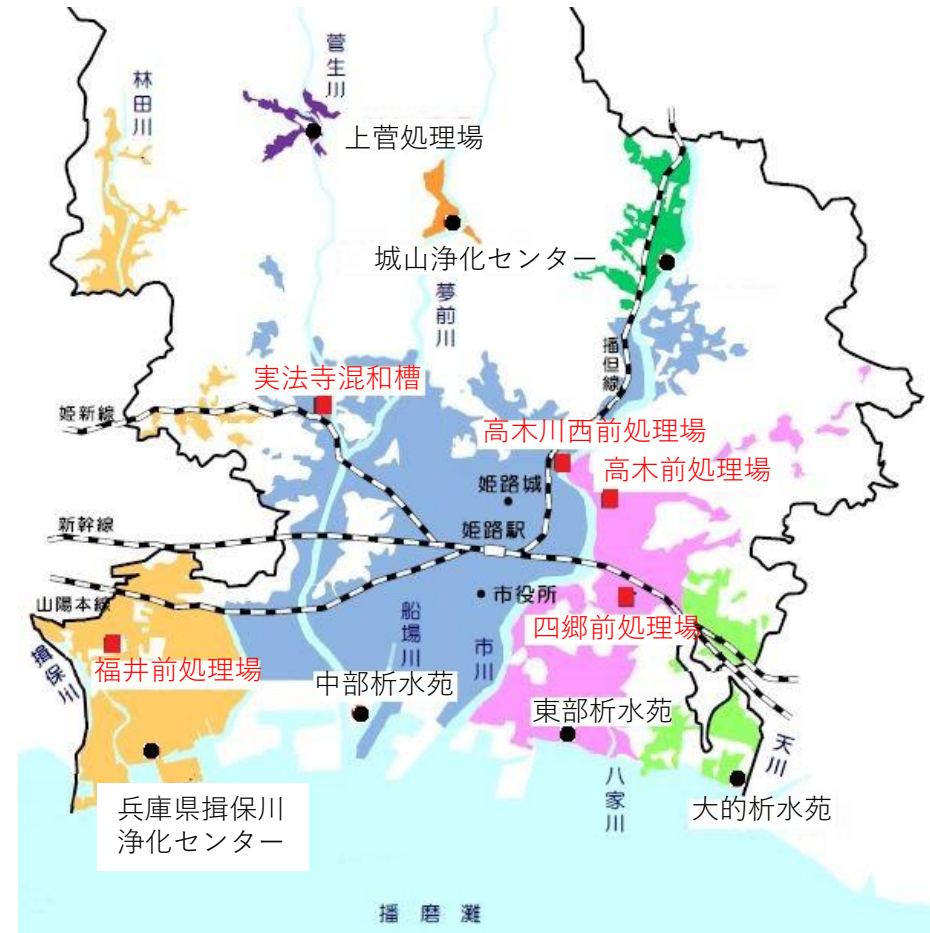 菅生川
林田川
上菅処理場
城山浄化センター
夢前川
播但線
実法寺混和槽
姫新線
高木川西前処理場
高木前処理場
姫路城
新幹線
姫路駅
山陽本線
市役所
船場川
市川
四郷前処理場
揖保川
福井前処理場
中部析水苑
東部析水苑
天川
八家川
大的析水苑
兵庫県揖保川
浄化センター
播磨灘